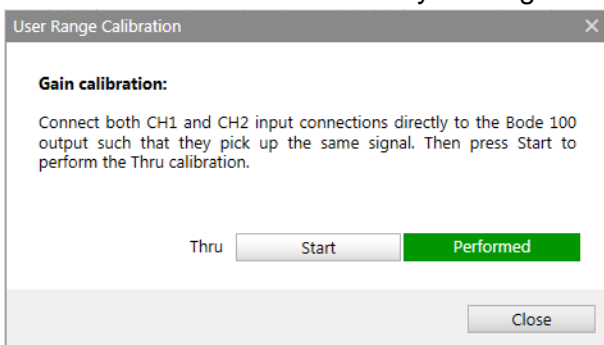 User Range Calibration
Gain calibration:
Connect both CH1 and CH2 input connections directly to the Bode 100
output such that they pick up the same signal. Then press Start to
perform the Thru calibration.
Thru Start Performed
Close